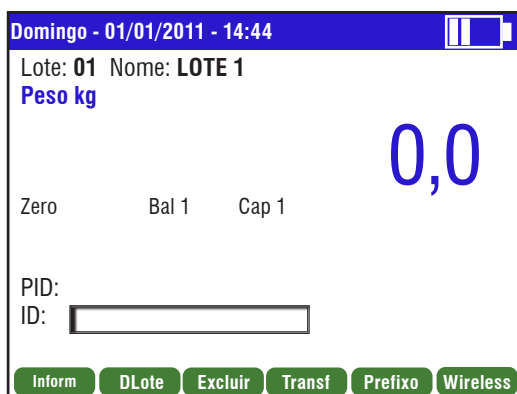 Domingo - 01/01/2011 - 14:44
Lote: 01 Nome: LOTE 1
Peso kg
0,0
Zero Bal 1 Cap 1
PID:
ID:
Inform DLote Excluir Transf Prefixo Wireless